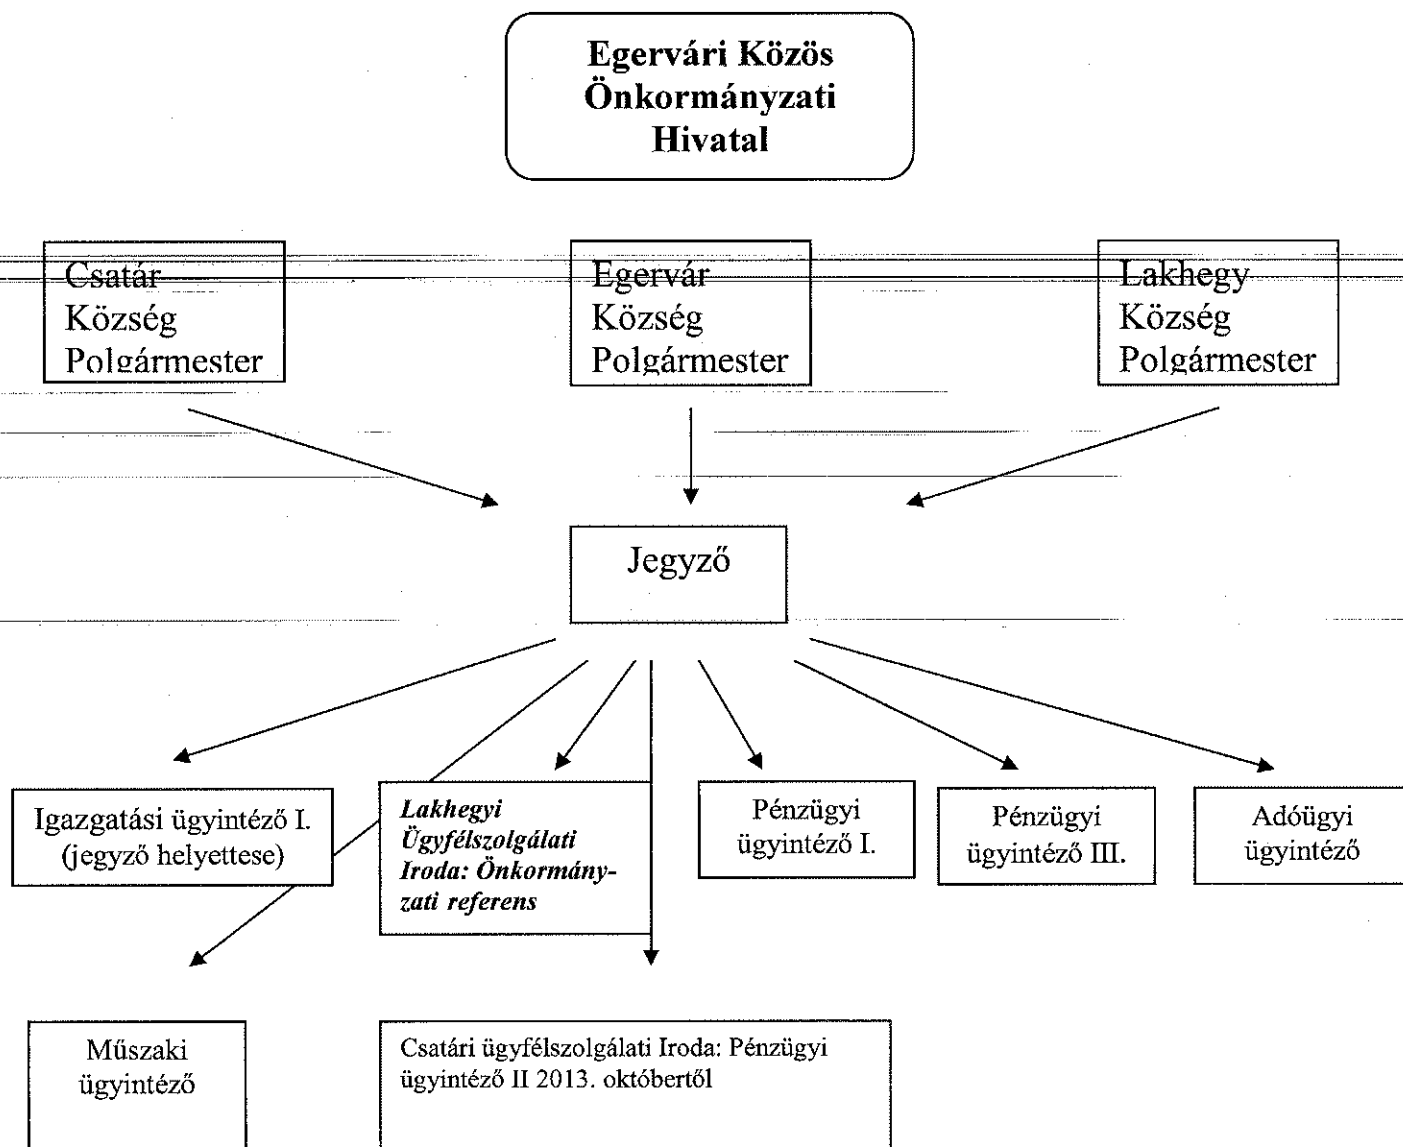 Egervári Közös
Önkormányzati
Hivatal
Csatár
Község
Polgármester
Egervár
Község
Polgármester
Lakhegy
Község
Polgármester
Jegyző
Igazgatási ügyintéző I.
(jegyző helyettese)
Lakhegyi
Ügyfélszolgálati
Iroda: Önkormány-
zati referens
Pénzügyi
ügyintéző I.
Pénzügyi
ügyintéző III.
Adóügyi
ügyintéző
Műszaki
ügyintéző
Csatári ügyfélszolgálati Iroda: Pénzügyi
ügyintéző II 2013. októbertől